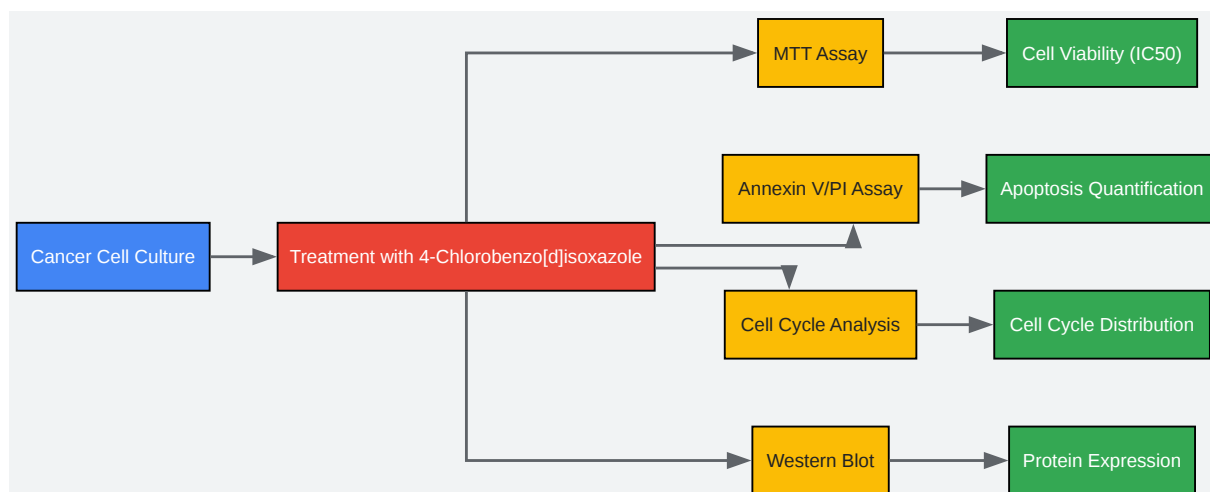 MTT Assay
Cell Viability (IC50)
Annexin V/PI Assay
Apoptosis Quantification
Cancer Cell Culture
Treatment with 4-Chlorobenzo[d]isoxazole
Cell Cycle Analysis
Cell Cycle Distribution
Western Blot
Protein Expression